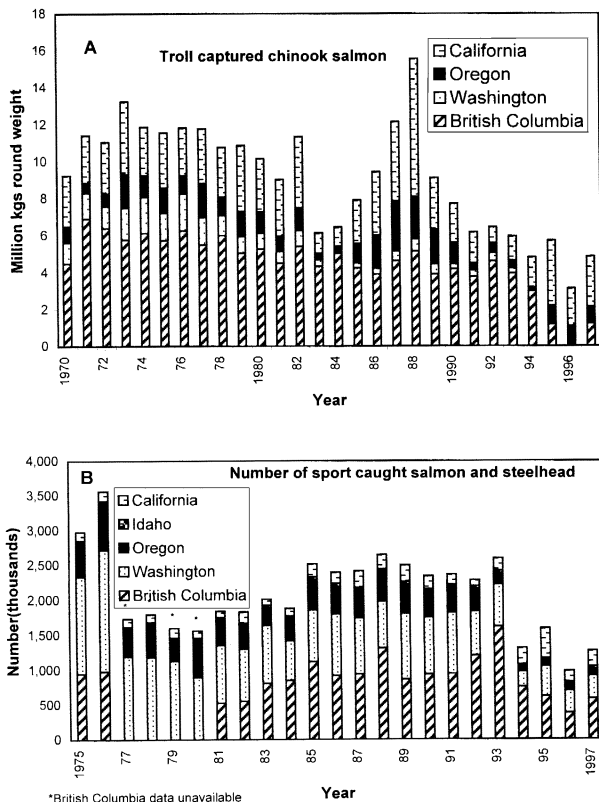 18
16
14
12
10
8
6
4
2
0
Million kgs round weight
A
Troll captured chinook salmon
California
Oregon
Washington
British Columbia
1970
72
74
76
78
1980
82
84
86
88
1990
92
94
1996
Year
4,000
3,500
3,000
2,500
2,000
1,500
1,000
500
0
Number(thousands)
B
Number of sport caught salmon and steelhead
California
Idaho
Oregon
Washington
British Columbia
* * *
1975
77
79
81
83
85
87
89
91
93
95
1997
Year
*British Columbia data unavailable